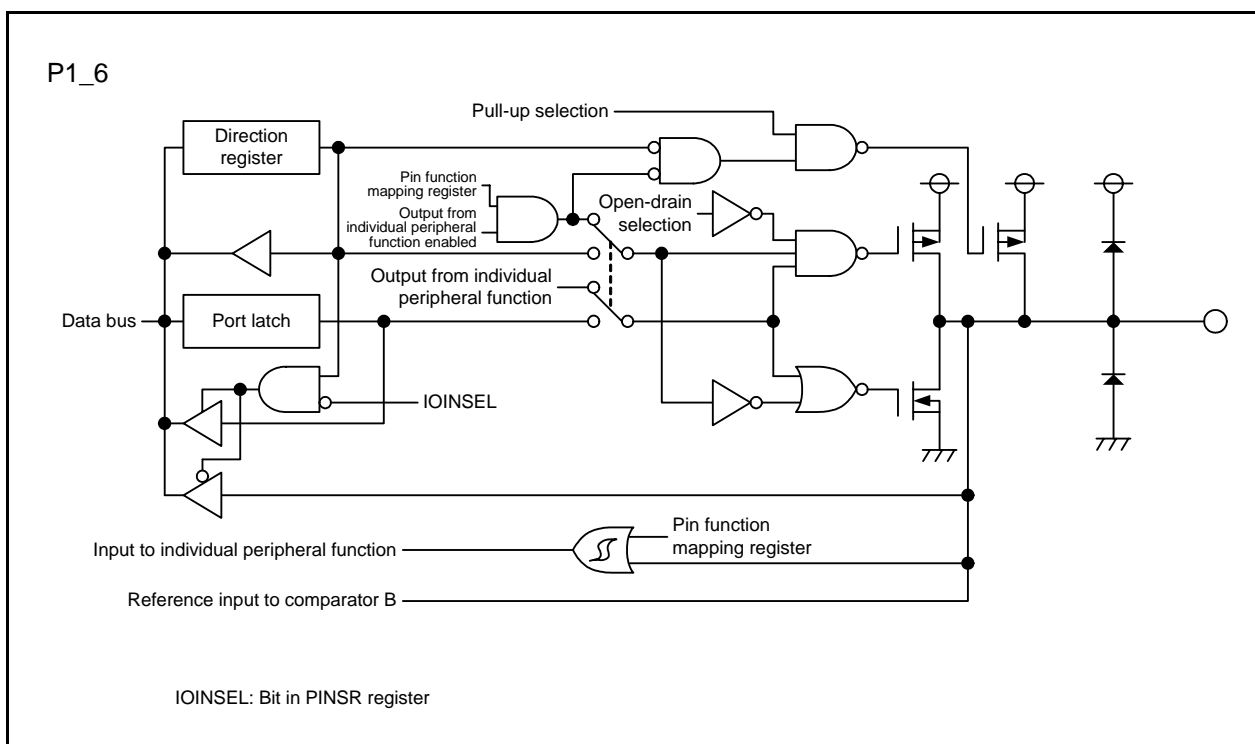 P1_6
Pull-up selection
Direction
register
Pin function
mapping register
Output from
individual peripheral
function enabled
Open-drain
selection
Output from individual
peripheral function
Data bus
Port latch
IOINSEL
Pin function
mapping register
Input to individual peripheral function
Reference input to comparator B
IOINSEL: Bit in PINSR register